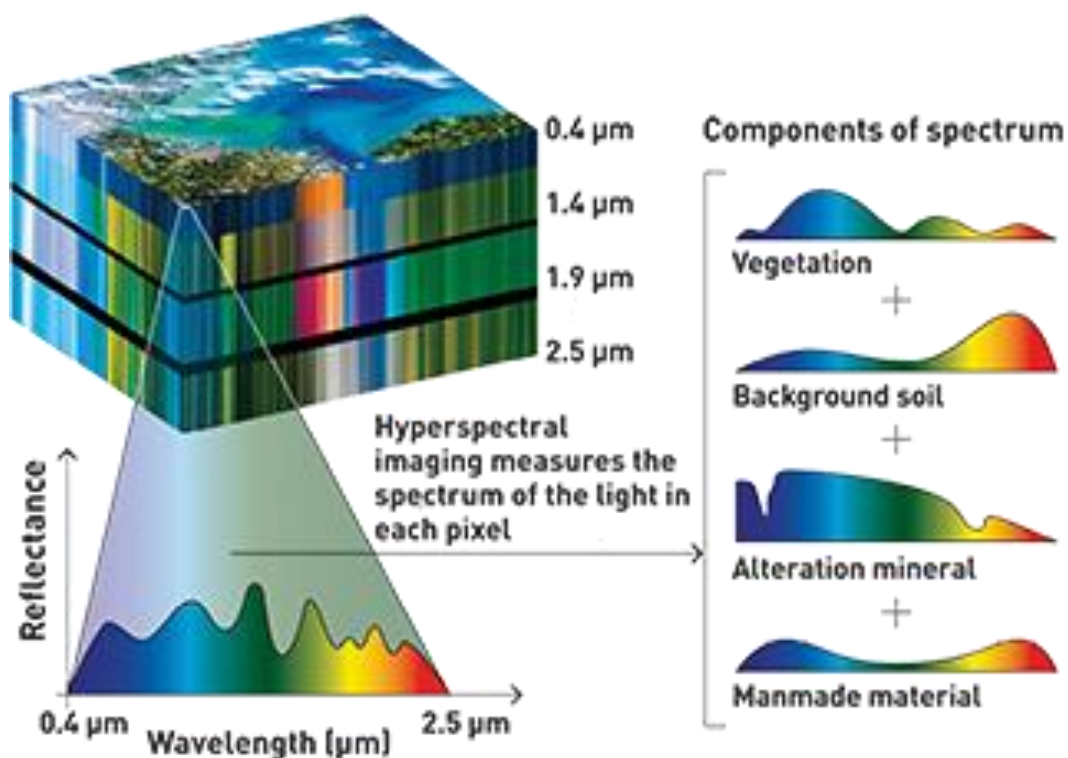 0.4 µm
1.4 µm
1.9 µm
2.5 µm
Components of spectrum
Vegetation
+
Background soil
+
Alteration mineral
+
Manmade material
Hyperspectral
imaging measures the
spectrum of the light in
each pixel
Reflectance
0.4 µm
2.5 µm
Wavelength (µm)